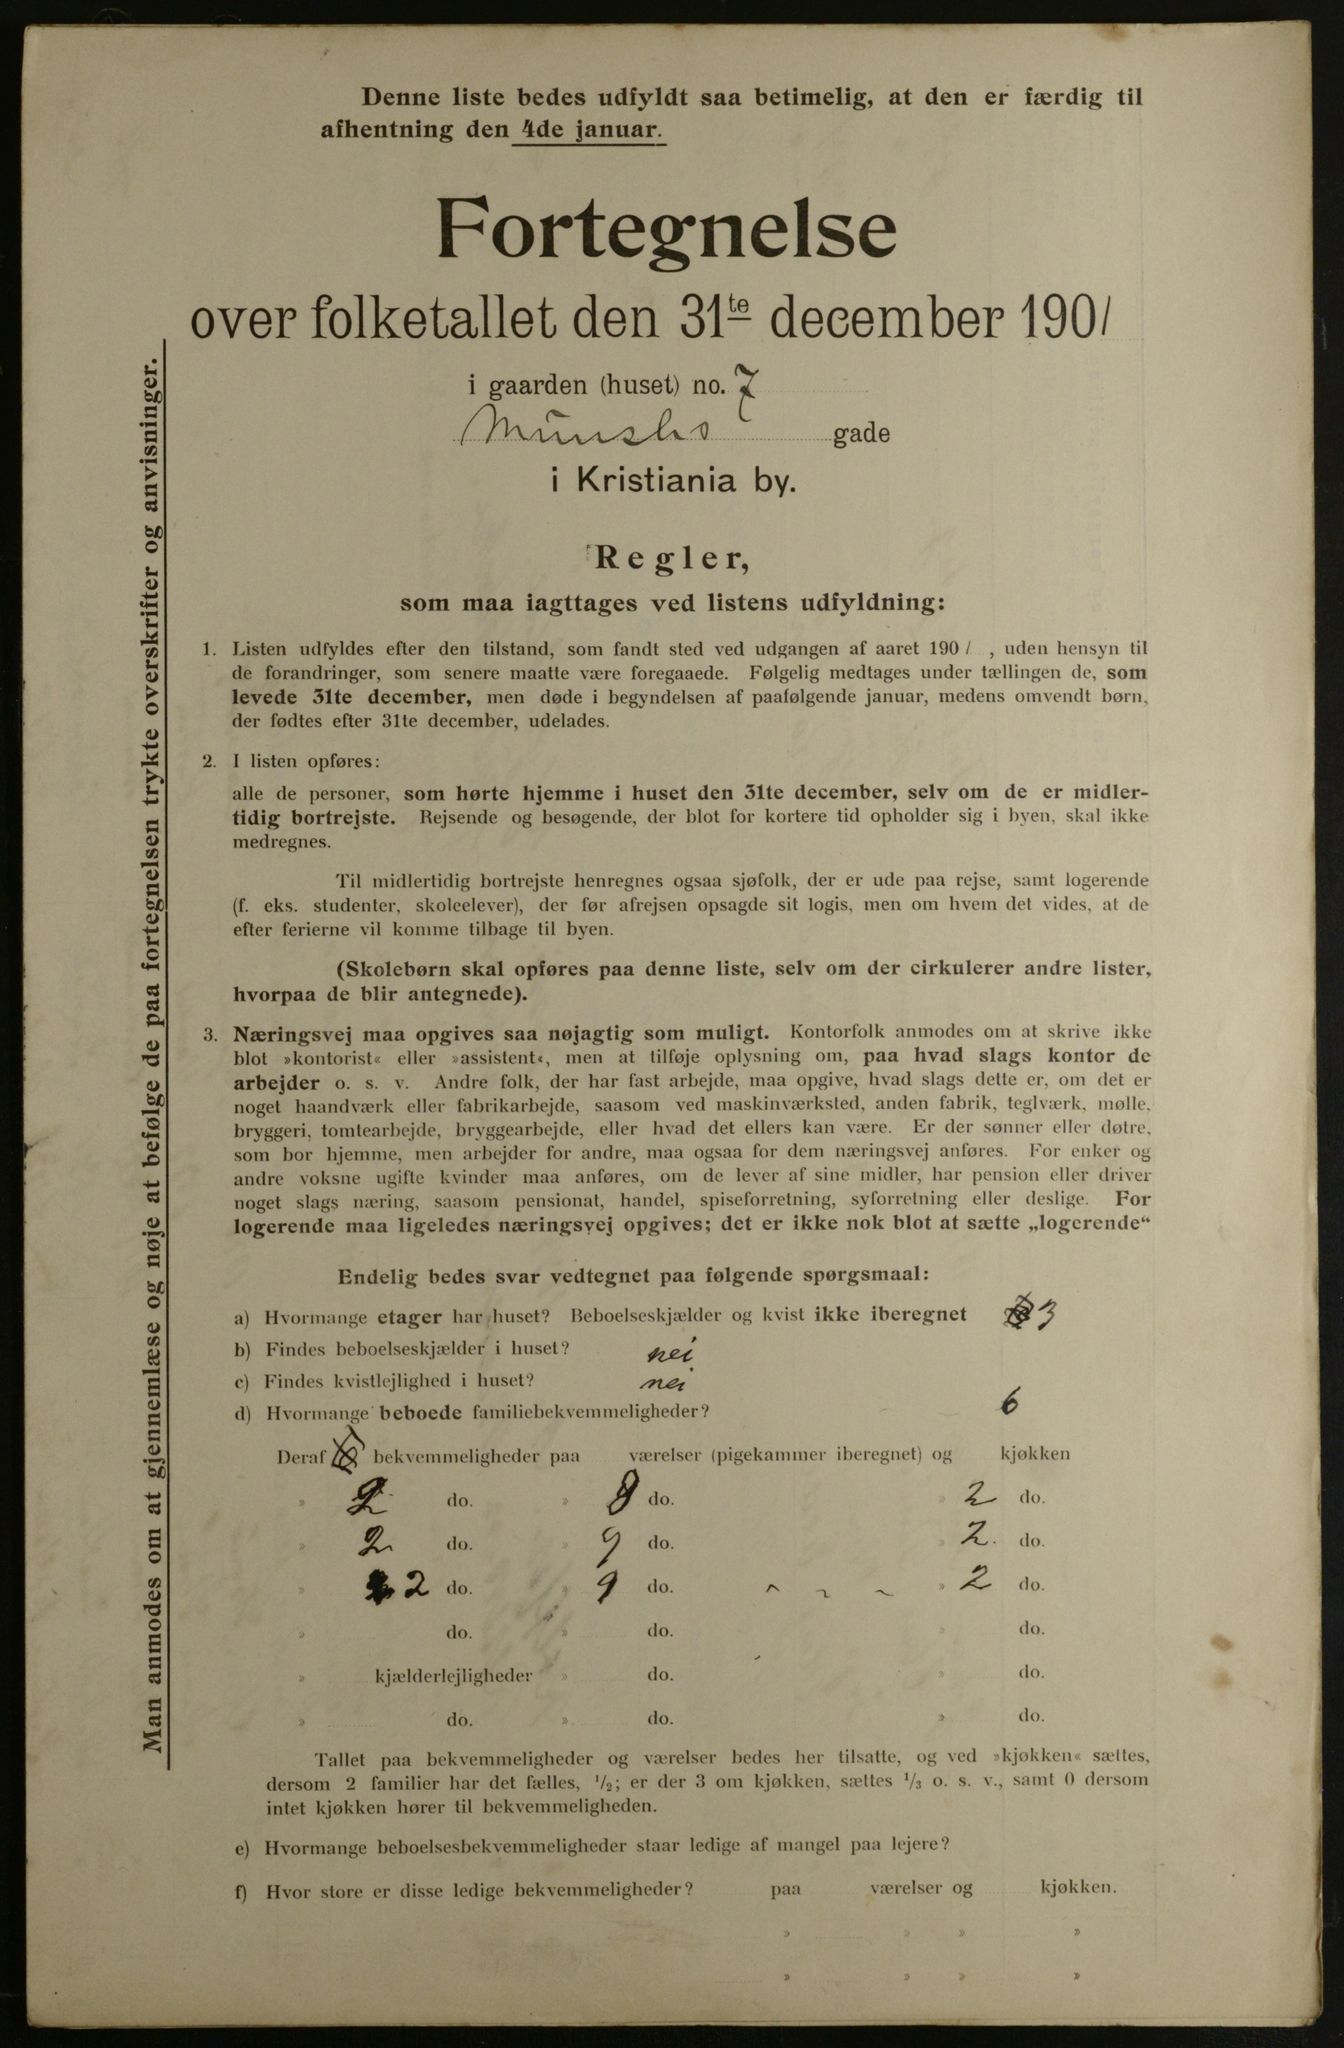 Denne liste bedes udfyldt saa betimelig, at den er færdig til
afhentning den 4de januar.
Fortegnelse
over folketallet den 31te december 1901
i gaarden (huset) no. 7
gade
i Kristiania by.
Regler,
som maa iagttages ved listens udfyldning:
1. Listen udfyldes efter den tilstand, som fandt sted ved udgangen af aaret 190 1 , uden hensyn til
de forandringer, som senere maatte være foregaaede. Følgelig medtages under tællingen de, som
levede 31te december, men døde i begyndelsen af paafølgende januar, medens omvendt børn,
der fødtes efter 31te december, udelades.
2. I listen opføres:
alle de personer, som hørte hjemme i huset den 31te december, selv om de er midler-
tidig bortrejste. Rejsende og besøgende, der blot for kortere tid opholder sig i byen, skal ikke
medregnes.
Til midlertidig bortrejste henregnes ogsaa sjøfolk, der er ude paa rejse, samt logerende
(f. eks. studenter, skoleelever), der før afrejsen opsagde sit logis, men om hvem det vides, at de
efter ferierne vil komme tilbage til byen.
(Skolebørn skal opføres paa denne liste, selv om der cirkulerer andre lister,
hvorpaa de blir antegnede).
3. Næringsvej maa opgives saa nøjagtig som muligt. Kontorfolk anmodes om at skrive ikke
blot »kontorist« eller »assistent«, men at tilføje oplysning om, paa hvad slags kontor de
arbejder o. s. v. Andre folk, der har fast arbejde, maa opgive, hvad slags dette er, om det er
noget haandværk eller fabrikarbejde, saasom ved maskinværksted, anden fabrik, teglværk, mølle,
bryggeri, tomtearbejde, bryggearbejde, eller hvad det ellers kan være. Er der sønner eller døtre,
som bor hjemme, men arbejder for andre, maa ogsaa for dem næringsvej anføres. For enker og
andre voksne ugifte kvinder maa anføres, om de lever af sine midler, har pension eller driver
noget slags næring, saasom pensionat, handel, spiseforretning, syforretning eller deslige. For
logerende maa ligeledes næringsvej opgives; det er ikke nok blot at sætte „logerende“
Endelig bedes svar vedtegnet paa følgende spørgsmaal:
a) Hvormange etager har huset? Beboelseskjælder og kvist ikke iberegnet 3
b) Findes beboelseskjælder i huset? nei
c) Findes kvistlejlighed i huset? nei
d) Hvormange beboede familiebekvemmeligheder? 6
Deraf bekvemmeligheder paa værelser (pigekammer iberegnet) og kjøkken
» 2 do. » 8 do. » 2 do.
» 2 do. » 9 do. » 2 do.
» 2 do. » 9 do. » 2 do.
» do. » do. » do.
» kjælderlejligheder » do. » do.
» do. » do. » do.
Tallet paa bekvemmeligheder og værelser bedes her tilsatte, og ved »kjøkken« sættes,
dersom 2 familier har det fælles, 1/2; er der 3 om kjøkken, sættes 1/3 o. s. v., samt 0 dersom
intet kjøkken hører til bekvemmeligheden.
e) Hvormange beboelsesbekvemmeligheder staar ledige af mangel paa lejere?
f) Hvor store er disse ledige bekvemmeligheder? paa værelser og kjøkken.
» » » »
» » » »
Man anmodes om at gjennemlæse og nøje at befølge de paa fortegnelsen trykte overskrifter og anvisninger.